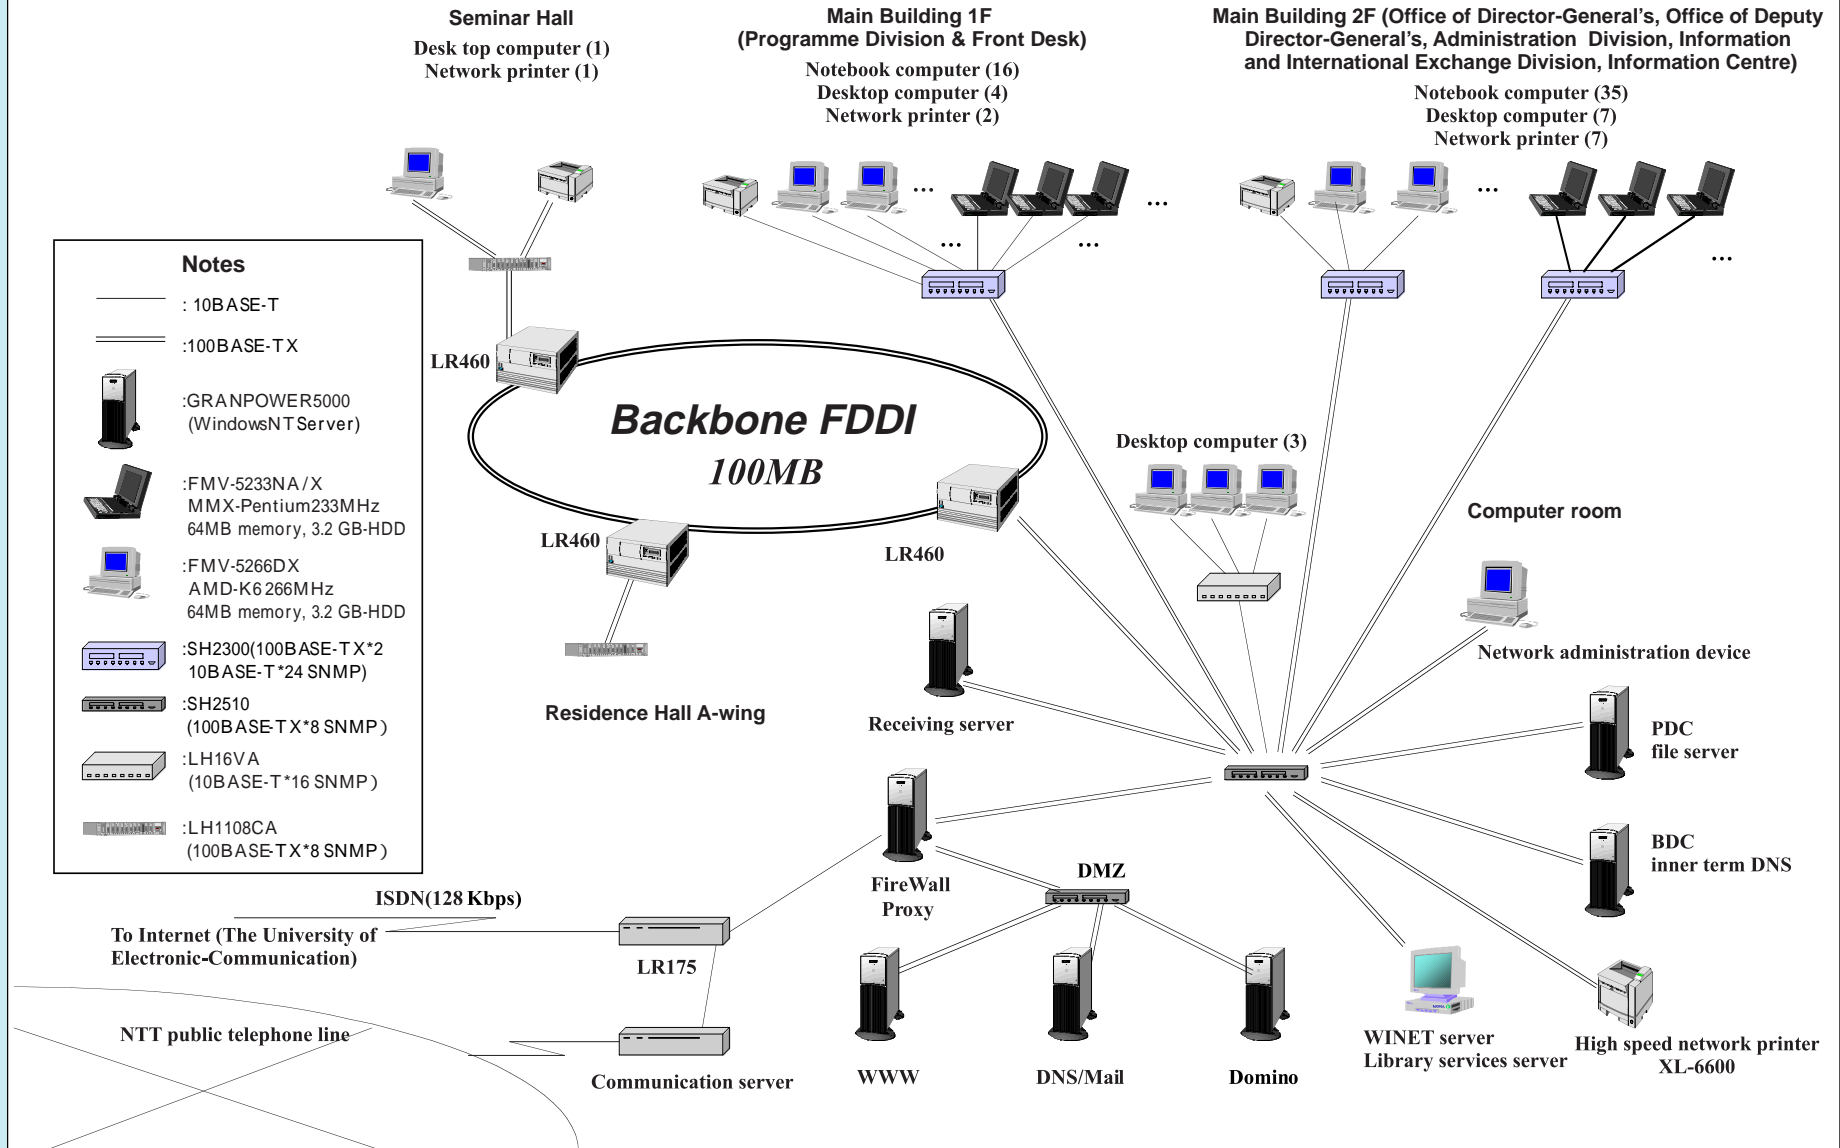 Seminar Hall
Desk top computer (1)
Network printer (1)
Main Building 1F
(Programme Division & Front Desk)
Notebook computer (16)
Desktop computer (4)
Network printer (2)
Main Building 2F (Office of Director-General's, Office of Deputy
Director-General's, Administration Division, Information
and International Exchange Division, Information Centre)
Notebook computer (35)
Desktop computer (7)
Network printer (7)
...
...
...
...
...
...
...
Notes
: 10BASE-T
:100BASE-TX
:GRANPOWER5000
(WindowsNT Server)
:FMV-5233NA/X
MMX-Pentium233MHz
64MB memory, 3.2 GB-HDD
:FMV-5266DX
AMD-K6 266MHz
64MB memory, 3.2 GB-HDD
:SH2300(100BASE-TX*2
10BASE-T*24 SNMP)
:SH2510
(100BASE-TX*8 SNMP)
:LH16VA
(10BASE-T*16 SNMP)
:LH1108CA
(100BASE-TX*8 SNMP)
LR460
Backbone FDDI
100MB
LR460
LR460
Residence Hall A-wing
Desktop computer (3)
Computer room
Network administration device
Receiving server
PDC
file server
BDC
inner term DNS
FireWall
Proxy
DMZ
ISDN(128 Kbps)
To Internet (The University of
Electronic-Communication)
LR175
NTT public telephone line
Communication server
WWW
DNS/Mail
Domino
WINET server
Library services server
High speed network printer
XL-6600